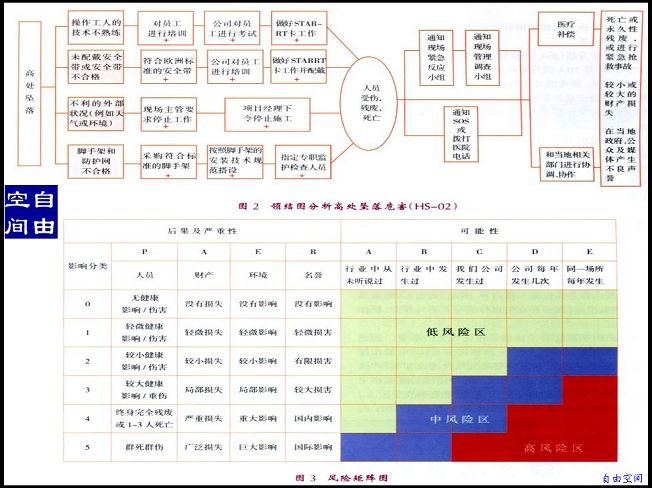 高处坠落
操作工人的
技术不熟练
+
对员工
进行培训
+
公司对员
工进行考试
+
做好STAR-
RT卡工作
+
未配戴安全
带或安全带
不合格
符合欧洲标
准的安全带
+
公司对员工
进行培训
+
做好STARRT
卡工作并配戴
+
不利的外部
状况(例如天
气或环境)
现场主管要
求停止工作
+
项目经理下
令停止施工
+
脚手架和
防护网
不合格
采购符合标
准的脚手架
+
按照脚手架的
安装技术规
范搭设
+
指定专职监
护检查人员
+
人员
受伤、
残废、
死亡
通知
现场
紧急
反应
小组
通知
现场
管理
调查
小组
通知
SOS
或
拨打
医院
电话
医疗
补偿
和当地相关
部门进行协
调、协作
死亡或
永久性
残废,
或进行
紧急抢
救事故
较小或
较大的
财产损
失
在当地
政府、公
众及媒
体产生
不良声
誉
图 2 领结图分析高处坠落危害(HS-02)
自由
空间
影响分类
后果及严重性
可 能 性
P
A
E
R
A
B
C
D
E
人员
财产
环境
名誉
行业中从
未听说过
行业中发
生过
我们公司
发生过
公司每年
发生几次
同一场所
每年发生
0
无健康
影响/伤害
没有损失
没有影响
没有影响
1
轻微健康
影响/伤害
轻微损失
轻微影响
轻微损害
低风险区
2
较小健康
影响/伤害
较小损失
较小影响
有限损害
3
较大健康
影响/重伤
局部损失
局部影响
较大损害
4
终身完全残废
或1-3人死亡
严重损失
重大影响
国内影响
中风险区
5
群死群伤
广泛损失
巨大影响
国际影响
高风险区
图 3 风险矩阵图
自由空间